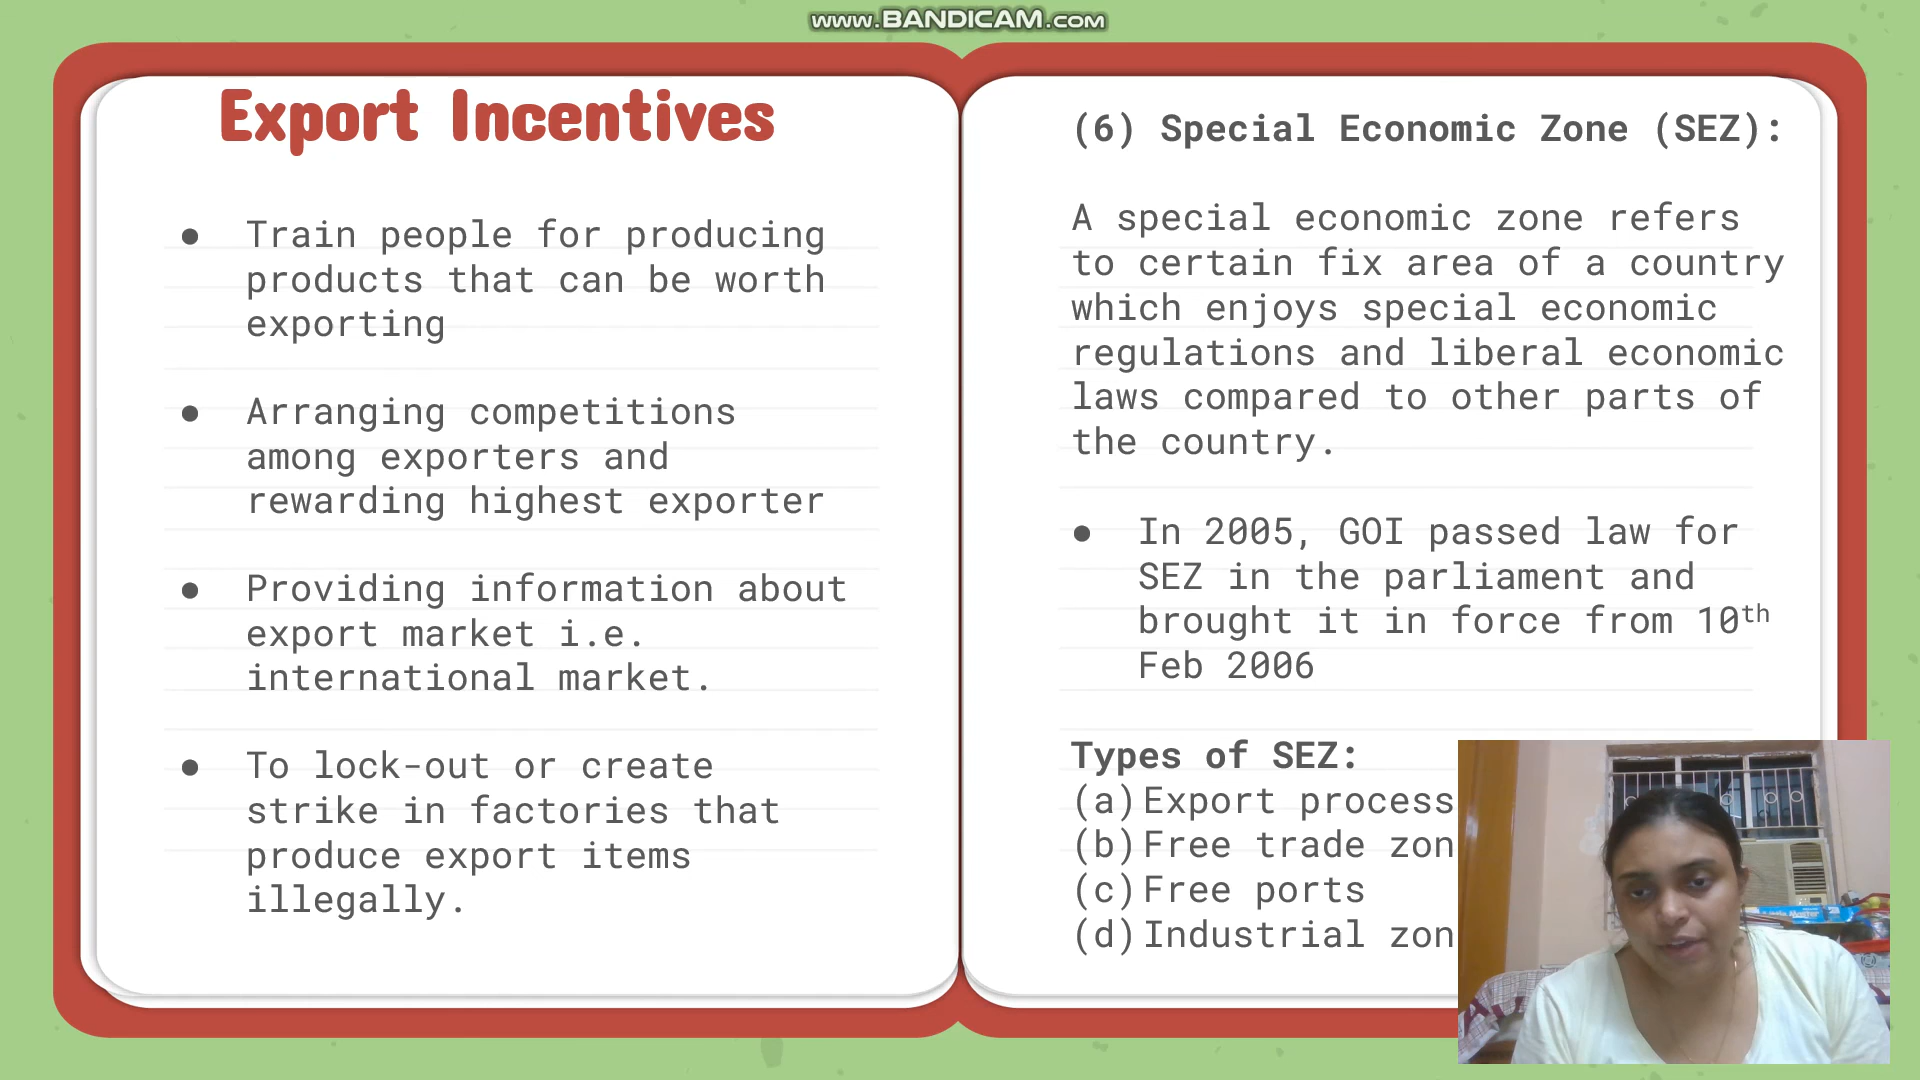 www.BANDICAM.com
Export Incentives
● Train people for producing
products that can be worth
exporting
● Arranging competitions
among exporters and
rewarding highest exporter
● Providing information about
export market i.e.
international market.
● To lock-out or create
strike in factories that
produce export items
illegally.
(6) Special Economic Zone (SEZ):
A special economic zone refers
to certain fix area of a country
which enjoys special economic
regulations and liberal economic
laws compared to other parts of
the country.
● In 2005, GOI passed law for
SEZ in the parliament and
brought it in force from 10th
Feb 2006
Types of SEZ:
(a) Export process
(b) Free trade zon
(c) Free ports
(d) Industrial zon